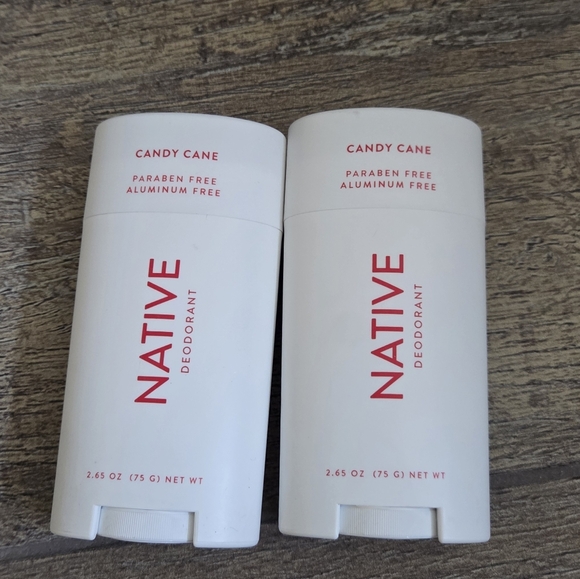 CANDY CANE
PARABEN FREE
ALUMINUM FREE
NATIVE
DEODORANT
2.65 OZ (75 G) NET WT
CANDY CANE
PARABEN FREE
ALUMINUM FREE
NATIVE
DEODORANT
2.65 OZ (75 G) NET WT